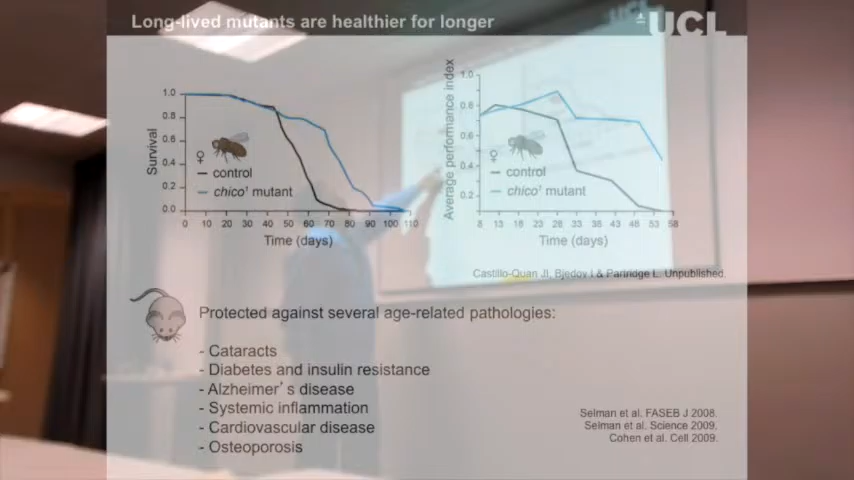 Long-lived mutants are healthier for longer
UCL
1.0
0.8
0.6
0.4
0.2
0.0
Survival
♀
control
chico¹ mutant
0 10 20 30 40 50 60 70 80 90 100 110
Time (days)
1.0
0.8
0.6
0.4
0.2
Average performance index
♀
control
chico¹ mutant
8 13 18 23 28 33 38 43 48 53 58
Time (days)
Castillo-Quan JI, Bjedov I & Partridge L. Unpublished.
Protected against several age-related pathologies:
- Cataracts
- Diabetes and insulin resistance
- Alzheimer’s disease
- Systemic inflammation
- Cardiovascular disease
- Osteoporosis
Selman et al. FASEB J 2008.
Selman et al. Science 2009,
Cohen et al. Cell 2009.